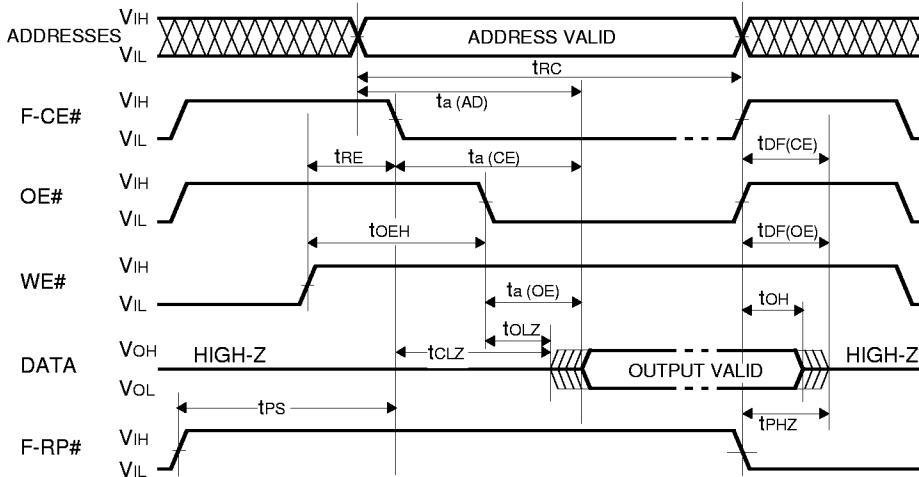 ADDRESSES
VIH
VIL
ADDRESS VALID
tRC
ta (AD)
F-CE#
VIH
VIL
tRE
ta (CE)
tDF(CE)
OE#
VIH
VIL
tOEH
tDF(OE)
WE#
VIH
VIL
ta (OE)
tOH
tOLZ
DATA
VOH
VOL
HIGH-Z
tCLZ
OUTPUT VALID
HIGH-Z
tPS
tPHZ
F-RP#
VIH
VIL